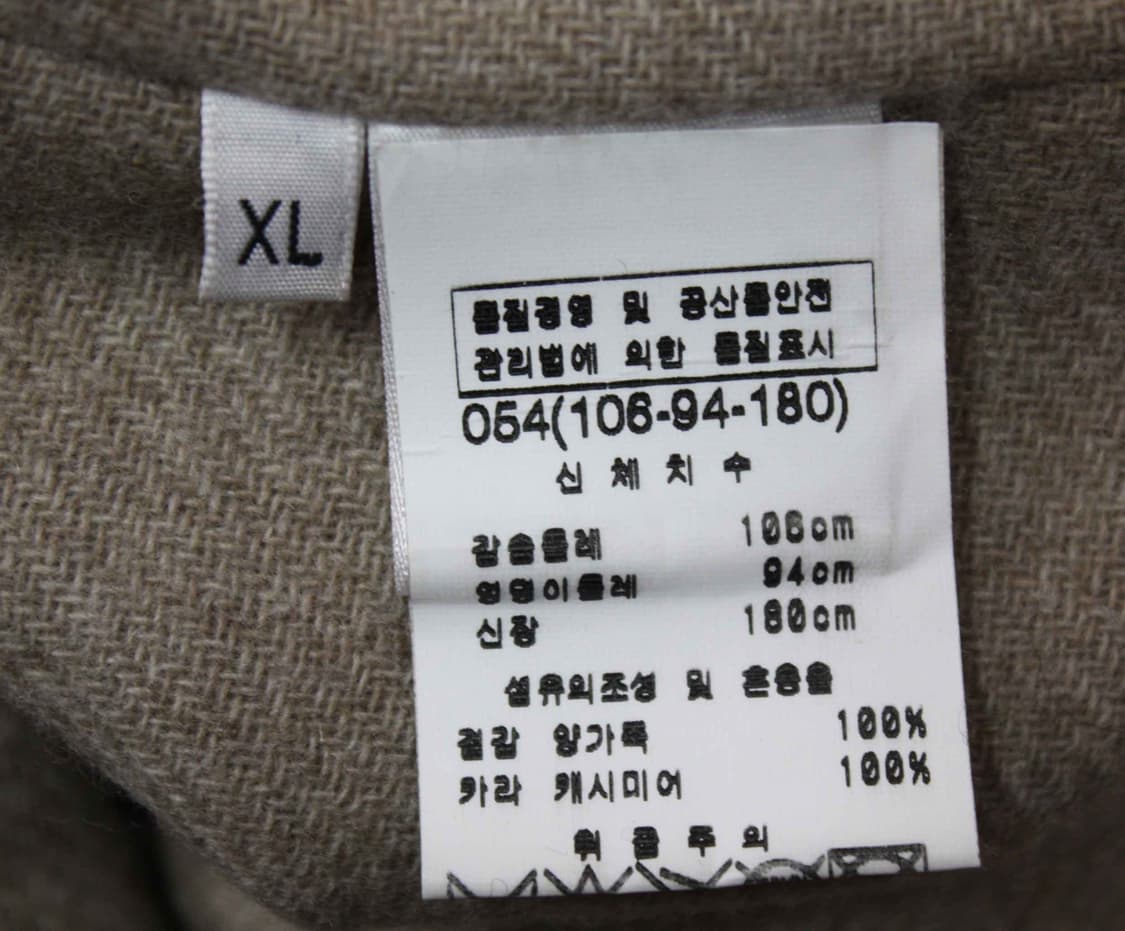 XL
품질경영 및 공산품안전
관리법에 의한 품질표시
054(106-94-180)
신체치수
가슴둘레 106cm
허리둘레 94cm
신장 180cm
섬유의조성 및 혼용율
겉감 양가죽 100%
카라 캐시미어 100%
취급주의